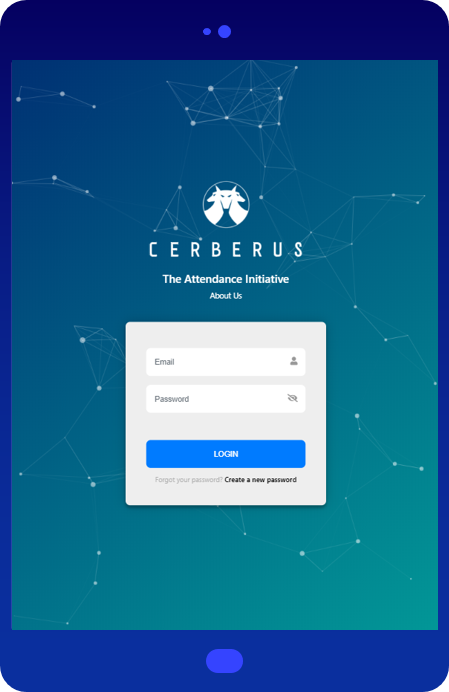 CERBERUS
The Attendance Initiative
About Us
Email
Password
LOGIN
Forgot your password? Create a new password